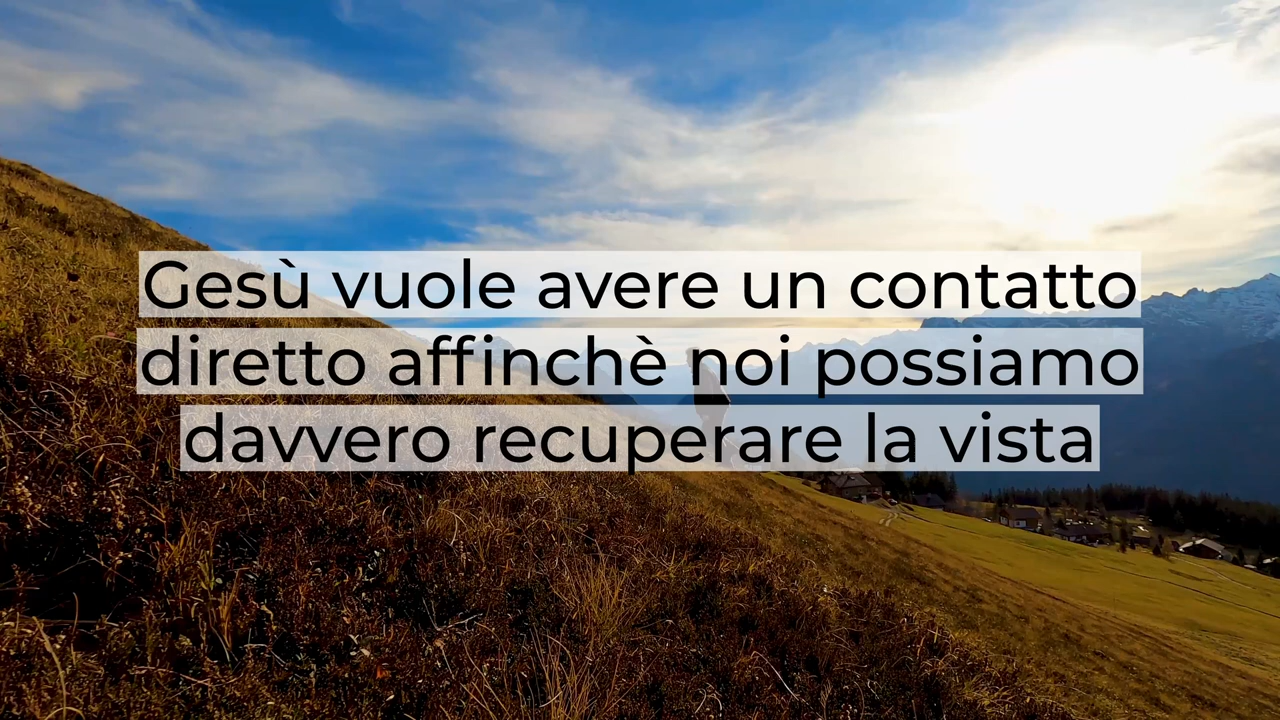 Gesù vuole avere un contatto
diretto affinchè noi possiamo
davvero recuperare la vista